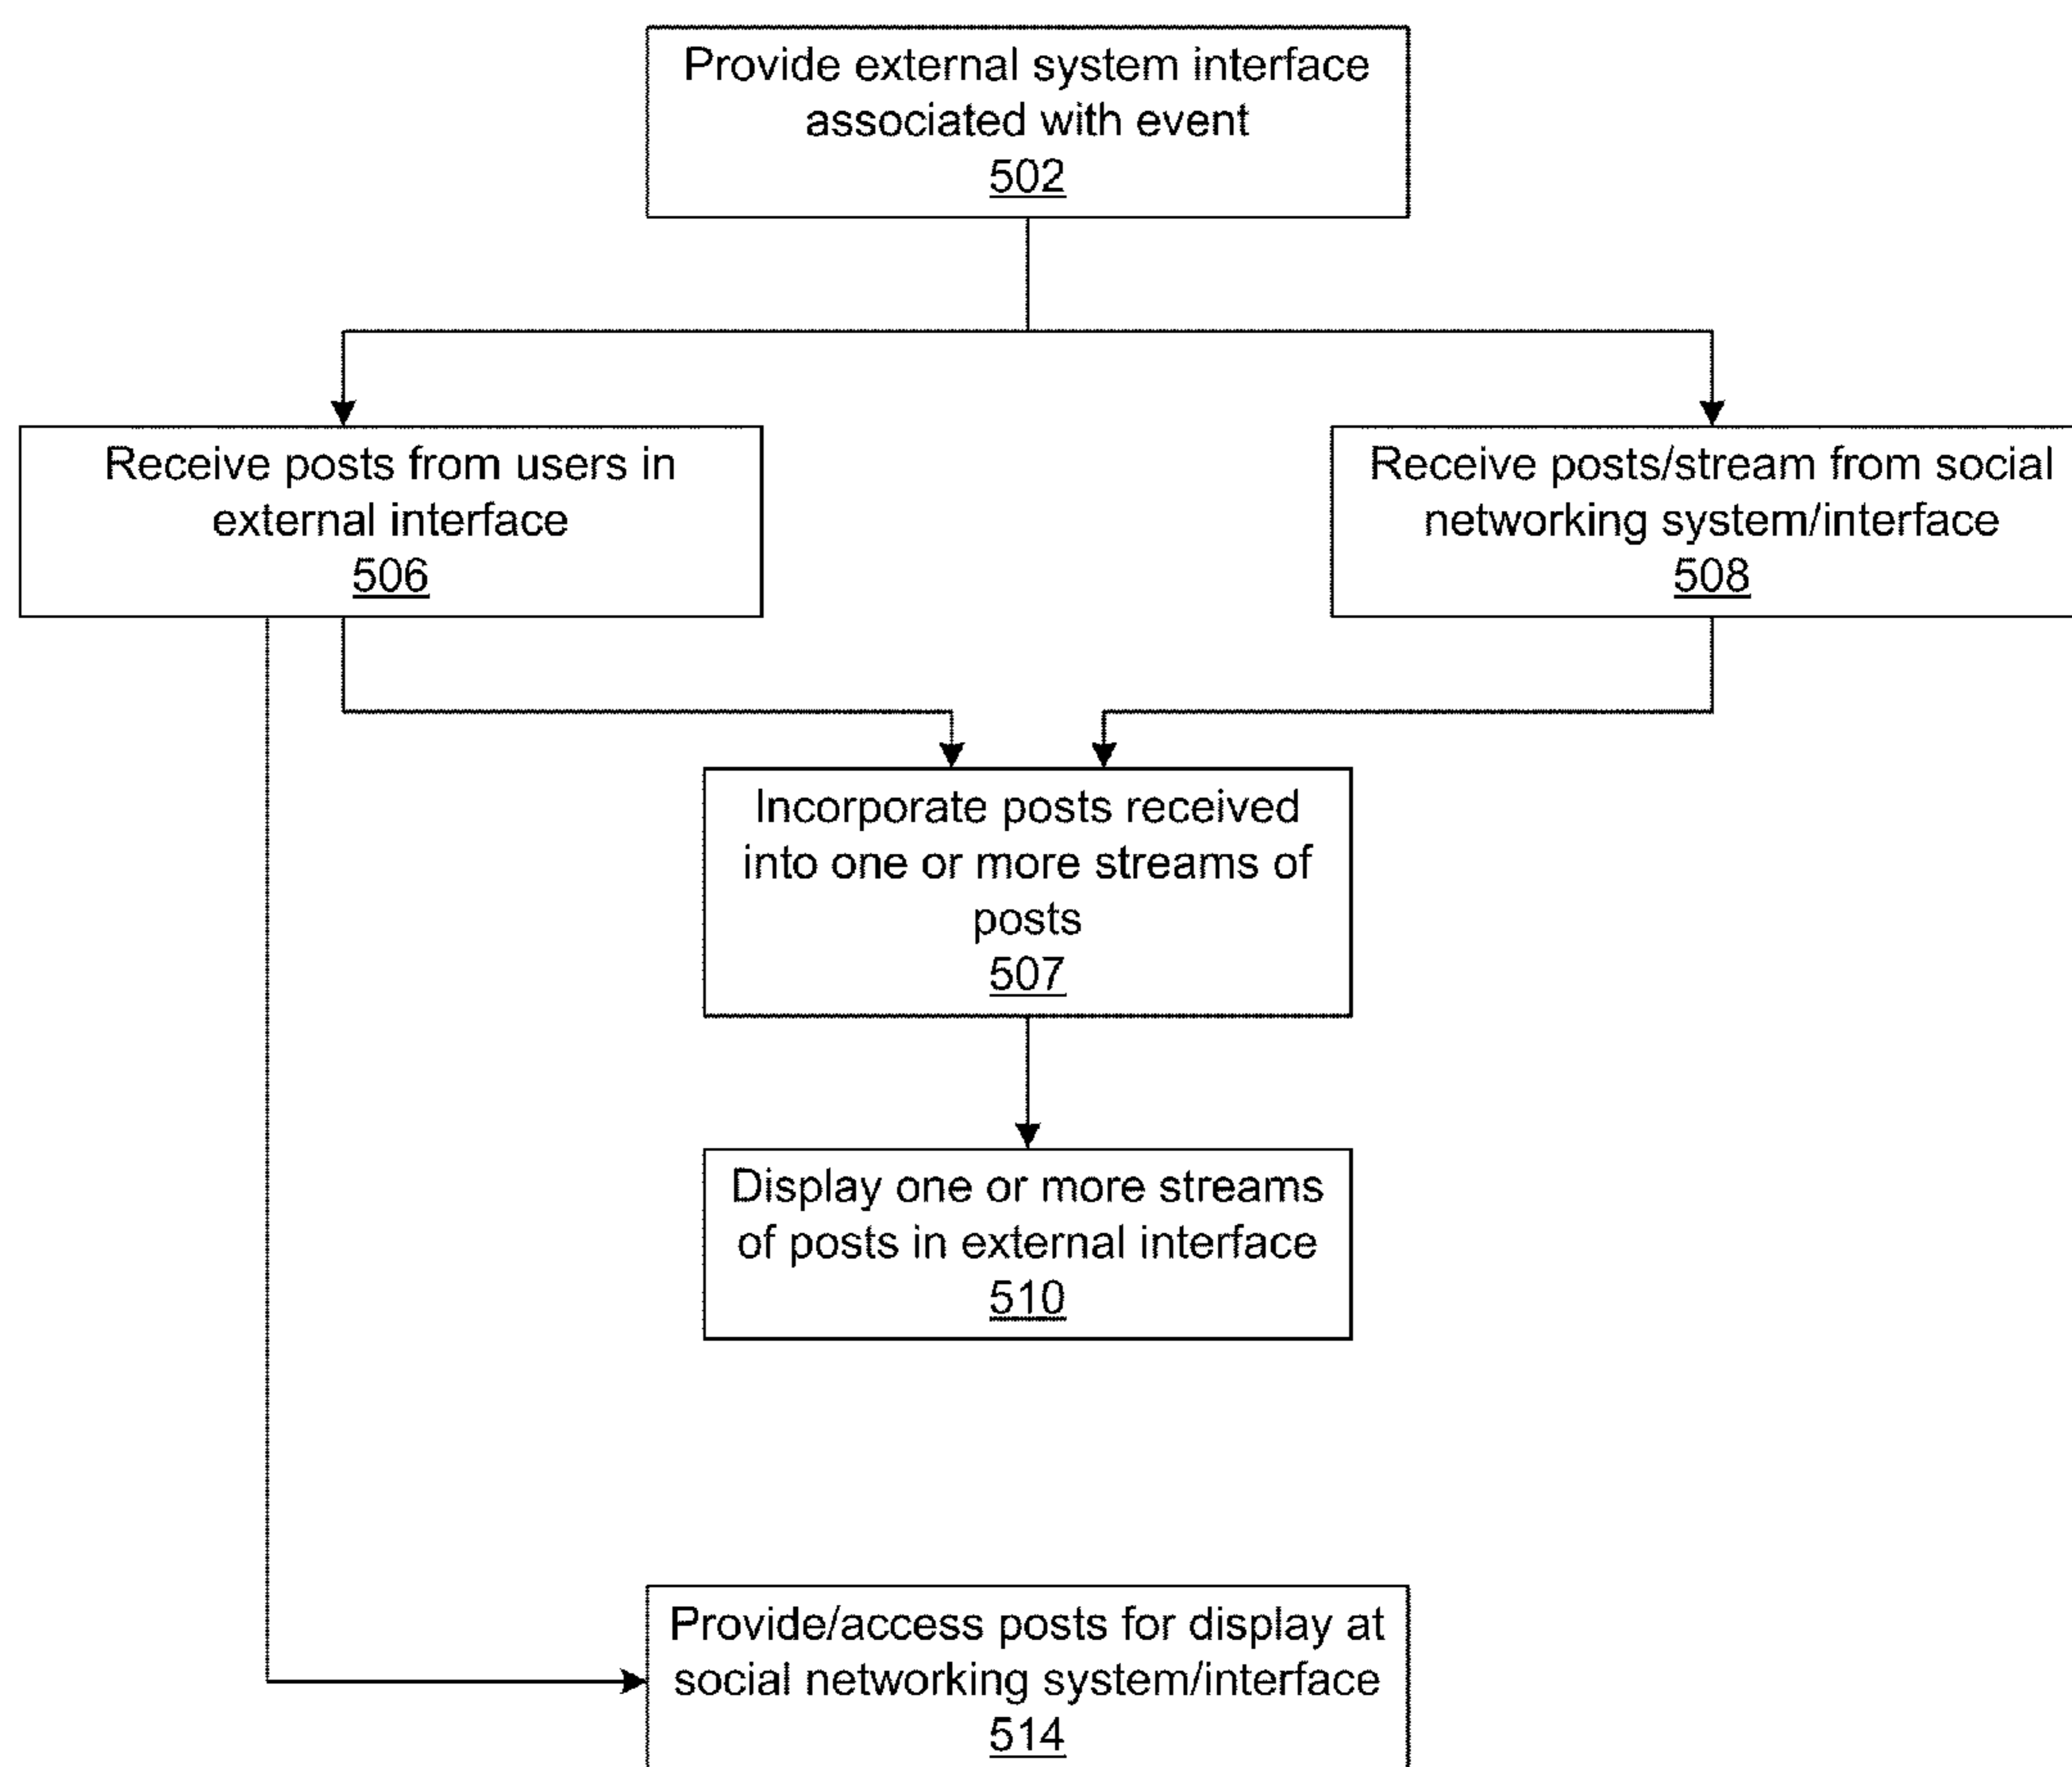 Provide external system interface
associated with event
502
Receive posts from users in
external interface
506
Receive posts/stream from social
networking system/interface
508
Incorporate posts received
into one or more streams of
posts
507
Display one or more streams
of posts in external interface
510
Provide/access posts for display at
social networking system/interface
514